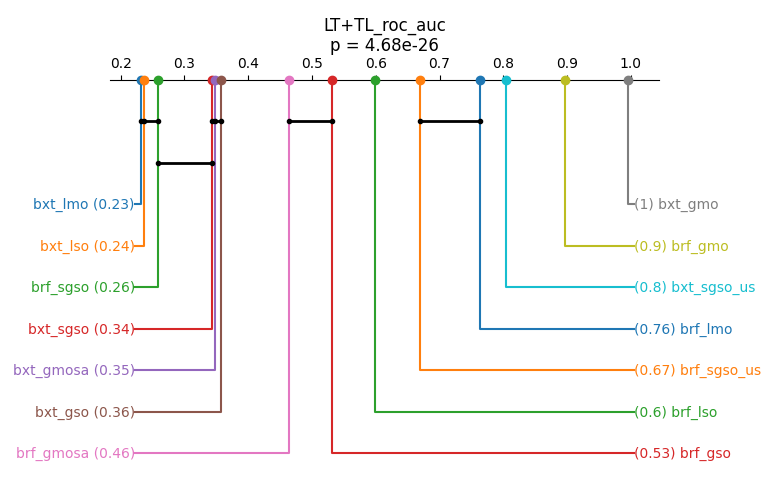 LT+TL_roc_auc
p = 4.68e-26
0.2 0.3 0.4 0.5 0.6 0.7 0.8 0.9 1.0
bxt_lmo (0.23) (1) bxt_gmo
bxt_lso (0.24) (0.9) brf_gmo
brf_sgso (0.26) (0.8) bxt_sgso_us
bxt_sgso (0.34) (0.76) brf_lmo
bxt_gmosa (0.35) (0.67) brf_sgso_us
bxt_gso (0.36) (0.6) brf_lso
brf_gmosa (0.46) (0.53) brf_gso